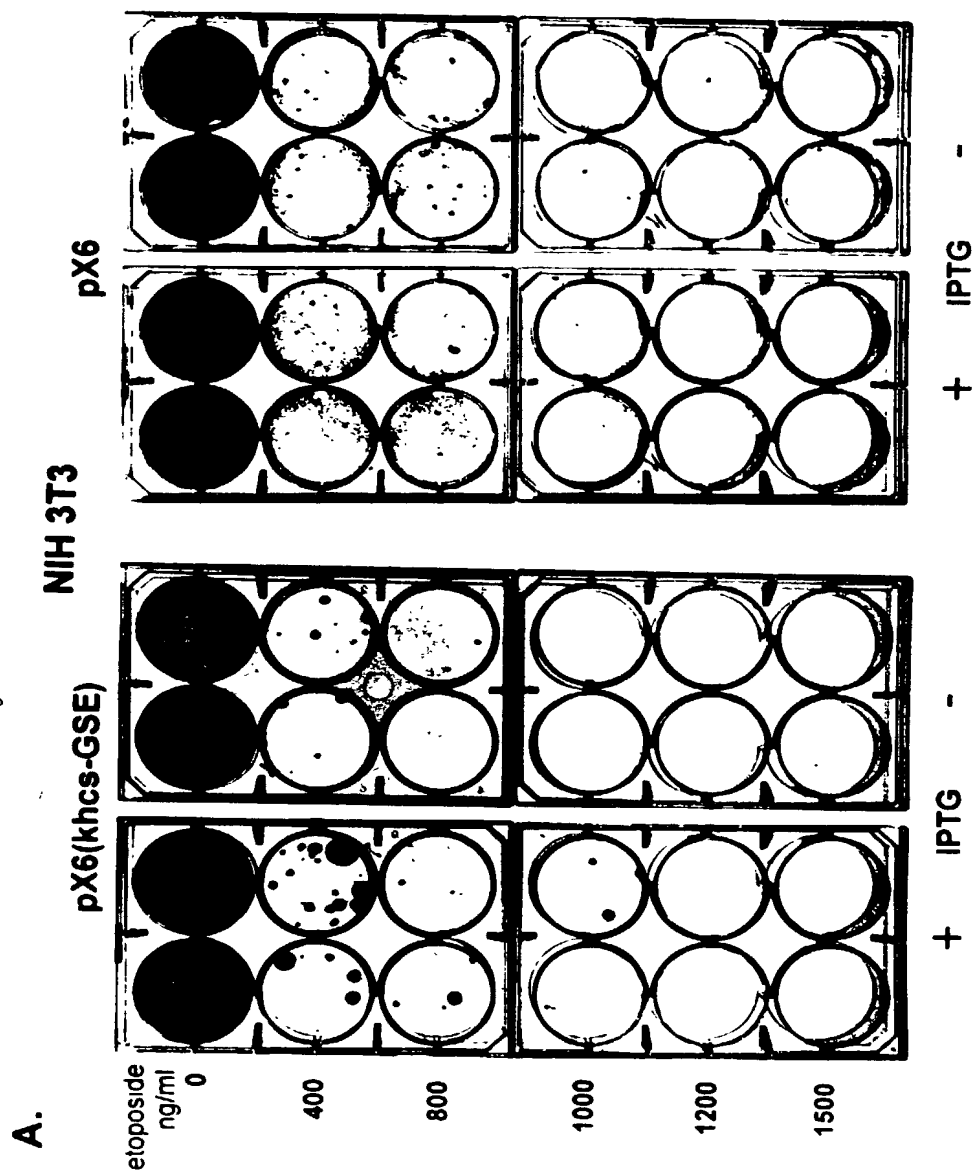 A.
NIH 3T3
pX6(khcs-GSE)
pX6
etoposide
ng/ml
0
400
800
1000
1200
1500
+ IPTG -
+ IPTG -